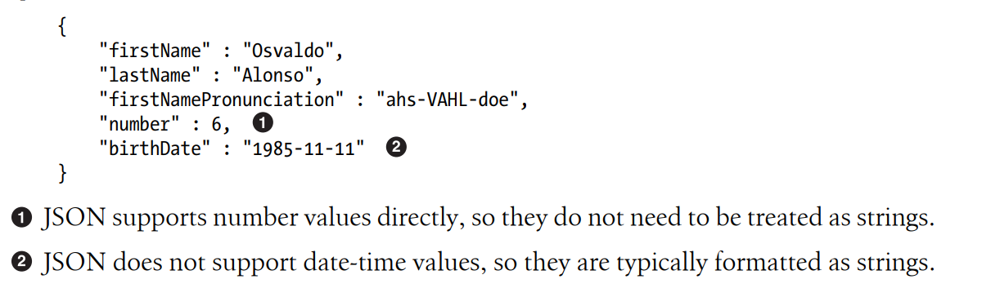 {
"firstName" : "Osvaldo",
"lastName" : "Alonso",
"firstNamePronunciation" : "ahs-VAHL-doe",
"number" : 6, ❶
"birthDate" : "1985-11-11" ❷
}
❶ JSON supports number values directly, so they do not need to be treated as strings.
❷ JSON does not support date-time values, so they are typically formatted as strings.